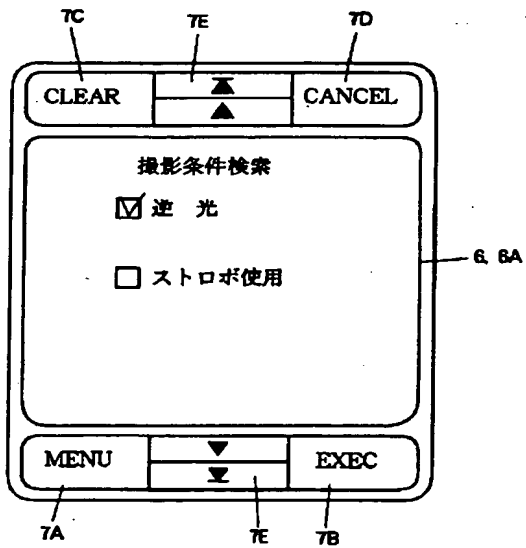 7C 7E 7D
CLEAR CANCEL
撮影条件検索
逆 光
6, 6A
ストロボ使用
MENU EXEC
7A 7E 7B